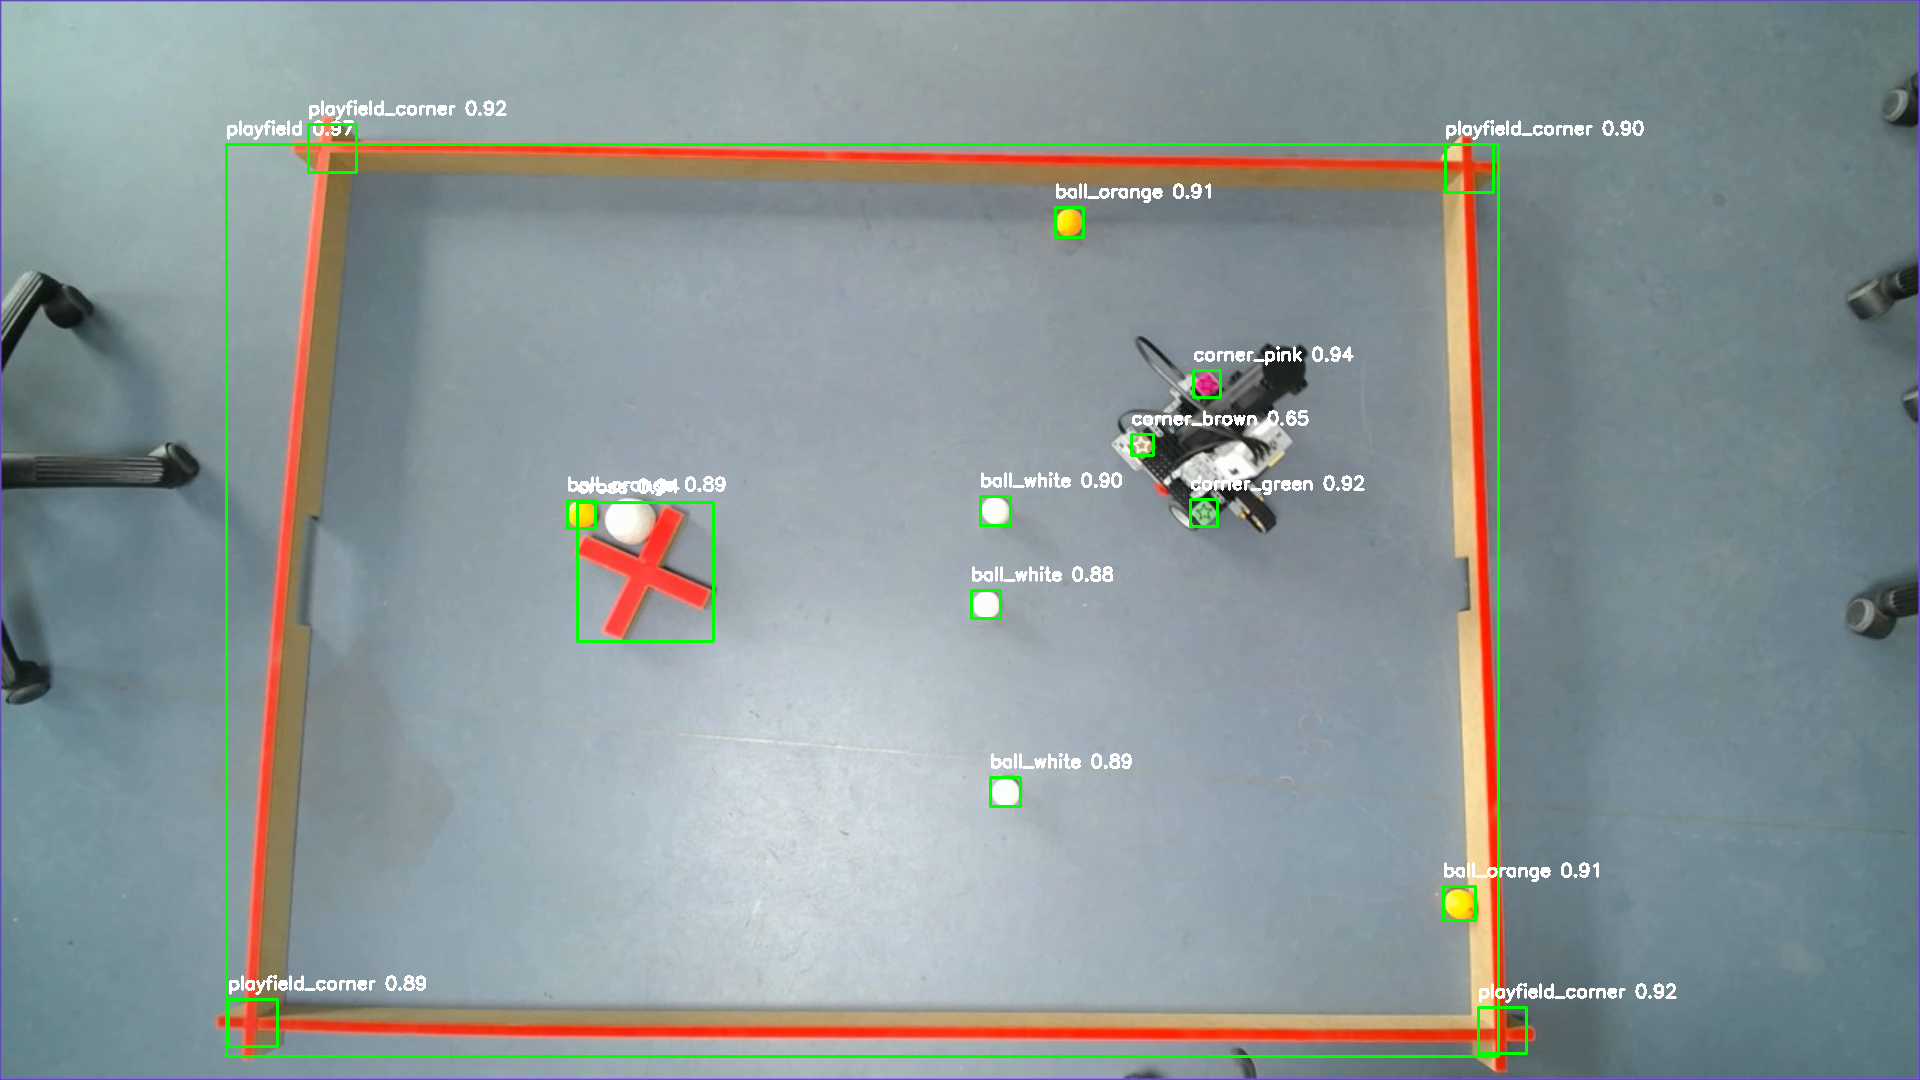 playfield_corner 0.92
playfield 0.97
playfield_corner 0.90
ball_orange 0.91
corner_pink 0.94
corner_brown 0.65
ball_white 0.90
corner_green 0.92
ball_orange 0.89
ball_white 0.88
ball_white 0.89
ball_orange 0.91
playfield_corner 0.89
playfield_corner 0.92